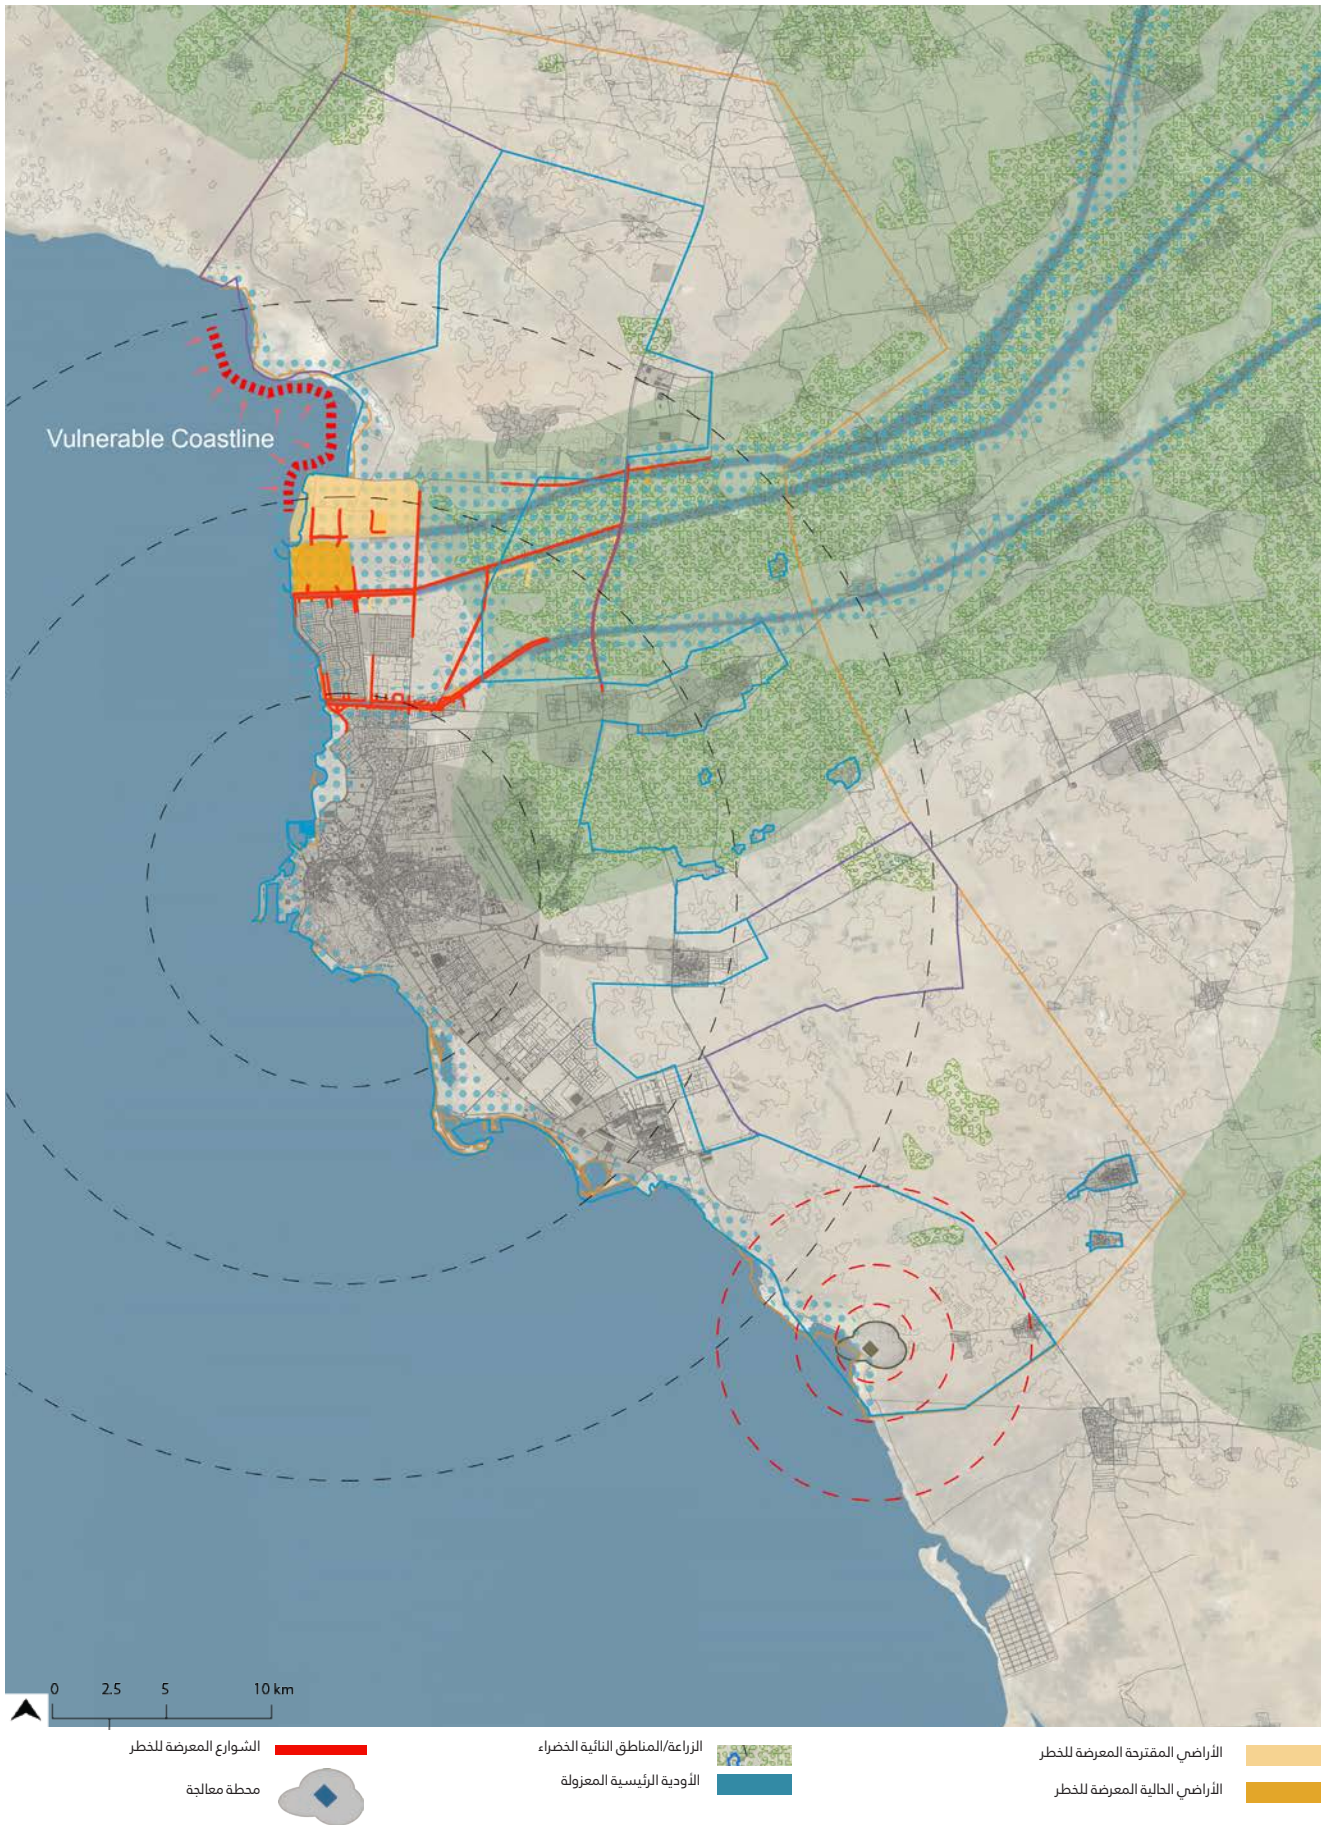 Vulnerable Coastline
0 2.5 5 10 km
الأراضي المقترحة المعرضة للخطر
الأراضي الحالية المعرضة للخطر
الزراعة/المناطق النائية الخضراء
الأودية الرئيسية المعزولة
الشوارع المعرضة للخطر
محطة معالجة